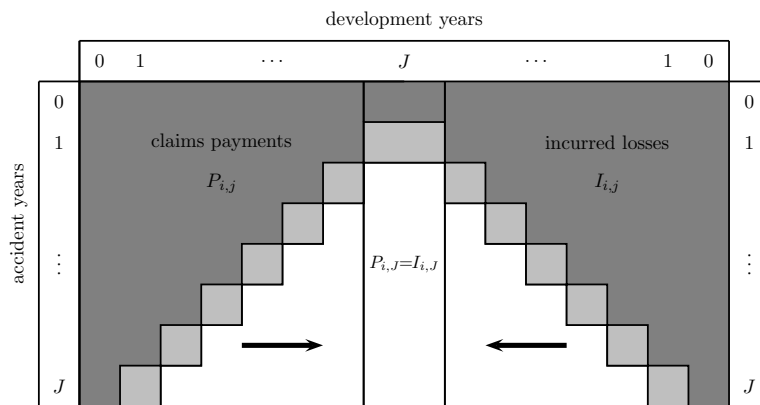 development years
0 1 ⋯ J ⋯ 1 0
0 0
1 claims payments incurred losses 1
P_{i,j} I_{i,j}
accident years
⋮ P_{i,J}=I_{i,J} ⋮
J J